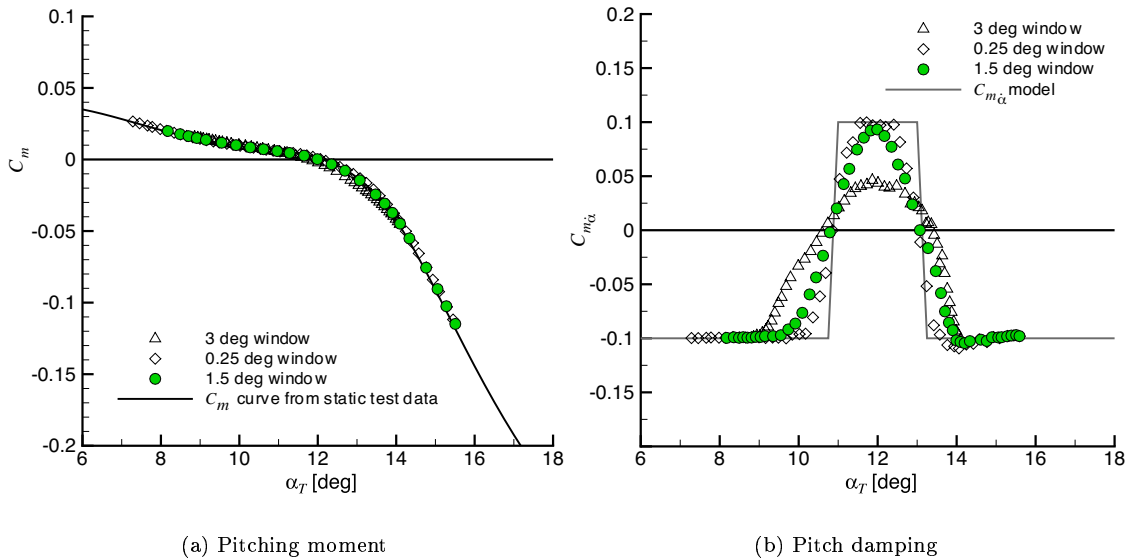 0.1
0.05
0
-0.05
-0.1
-0.15
-0.2
C_m
3 deg window
0.25 deg window
1.5 deg window
C_m curve from static test data
6 8 10 12 14 16 18
α_T [deg]
(a) Pitching moment
0.2
0.15
0.1
0.05
0
-0.05
-0.1
-0.15
C_{m_{α̇}}
3 deg window
0.25 deg window
1.5 deg window
C_{m_{α̇}} model
8 10 12 14 16 18
α_T [deg]
(b) Pitch damping